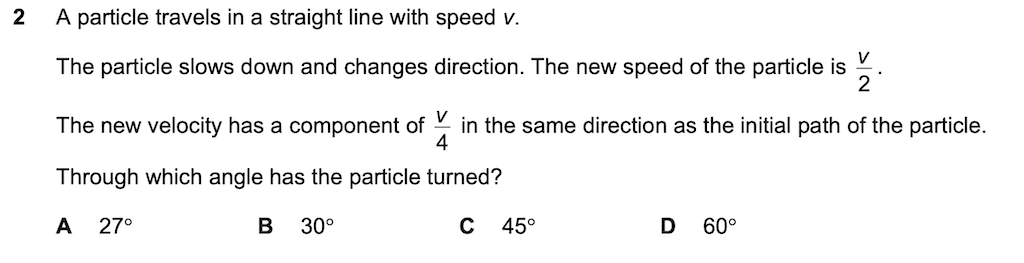 2 A particle travels in a straight line with speed v.
The particle slows down and changes direction. The new speed of the particle is v/2.
The new velocity has a component of v/4 in the same direction as the initial path of the particle.
Through which angle has the particle turned?
A 27° B 30° C 45° D 60°